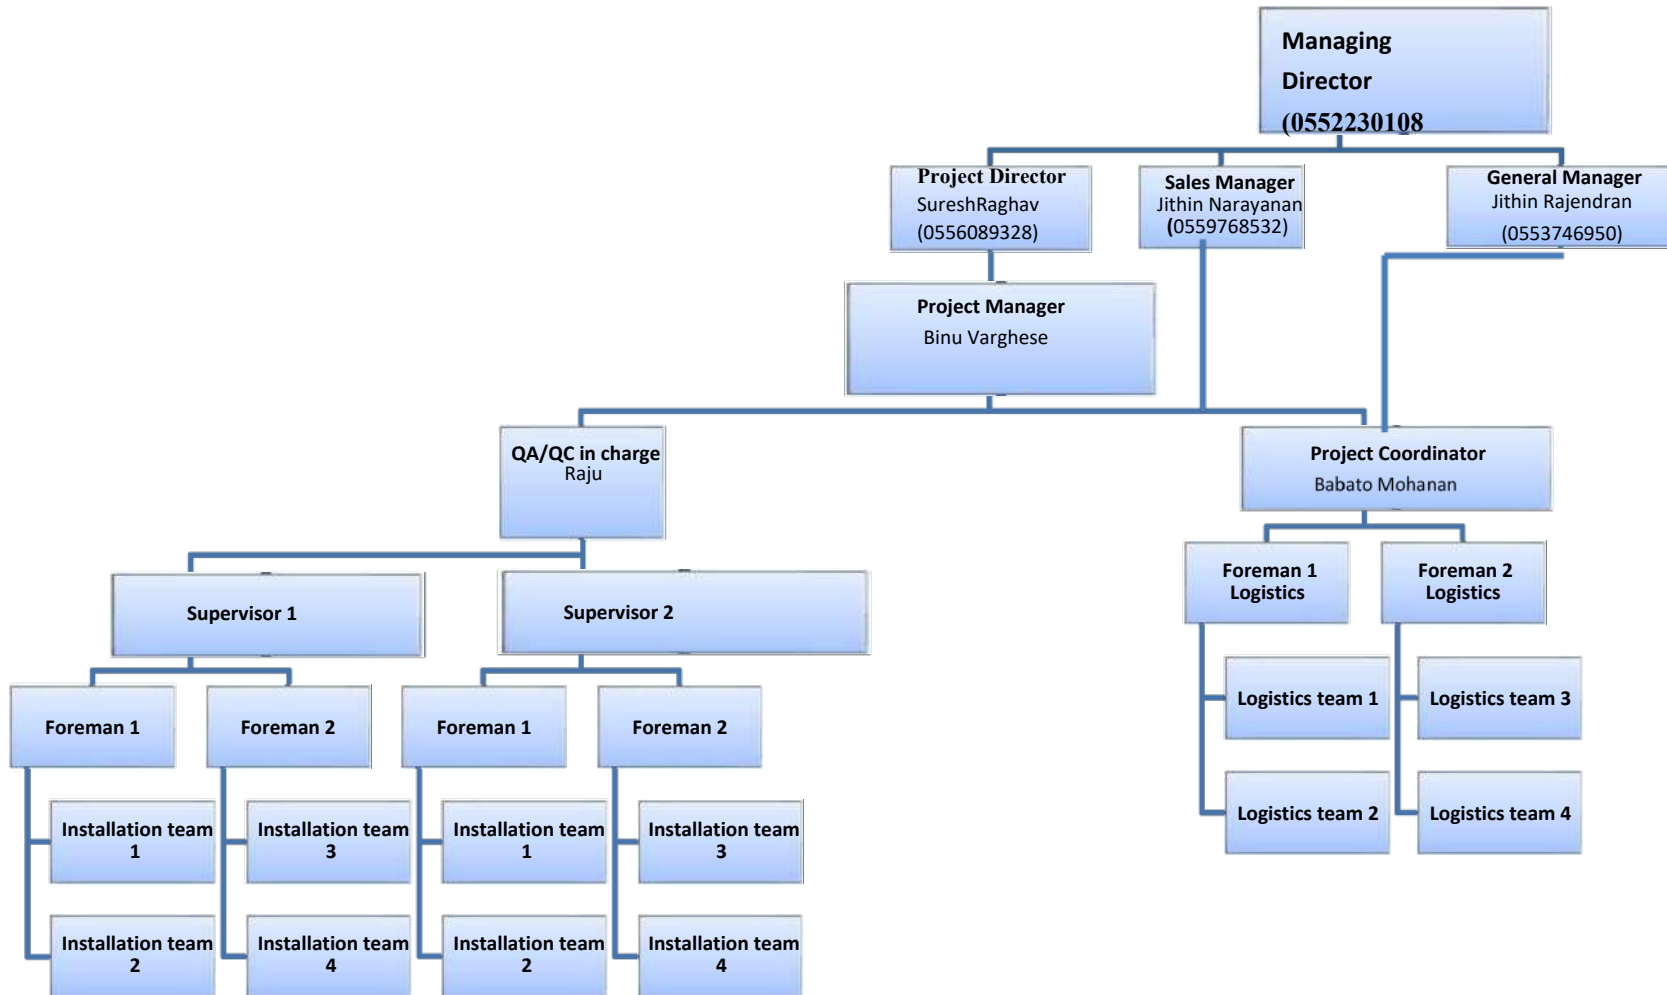 Managing
Director
(0552230108
Project Director
SureshRaghav
(0556089328)
Sales Manager
Jithin Narayanan
(0559768532)
General Manager
Jithin Rajendran
(0553746950)
Project Manager
Binu Varghese
QA/QC in charge
Raju
Project Coordinator
Babato Mohanan
Supervisor 1
Supervisor 2
Foreman 1
Logistics
Foreman 2
Logistics
Foreman 1
Foreman 2
Foreman 1
Foreman 2
Logistics team 1
Logistics team 3
Logistics team 2
Logistics team 4
Installation team
1
Installation team
3
Installation team
1
Installation team
3
Installation team
2
Installation team
4
Installation team
2
Installation team
4